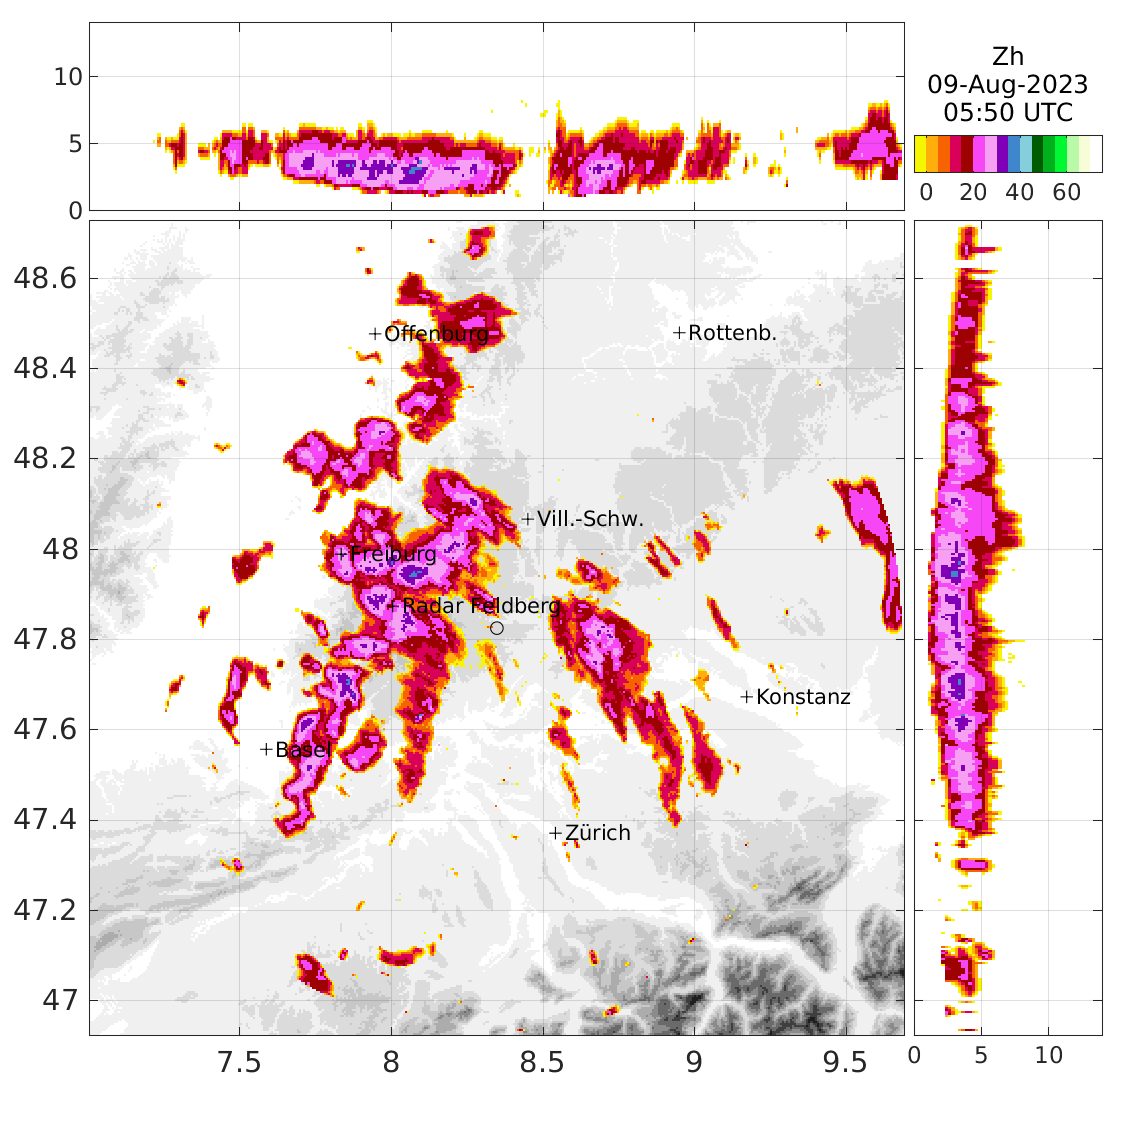 10
5
0
Zh
09-Aug-2023
05:50 UTC
0 20 40 60
48.6
48.4
48.2
48
47.8
47.6
47.4
47.2
47
+Offenburg
+Rottenb.
+Vill.-Schw.
+Freiburg
+Radar Feldberg
+Konstanz
+Basel
+Zürich
7.5 8 8.5 9 9.5
0 5 10